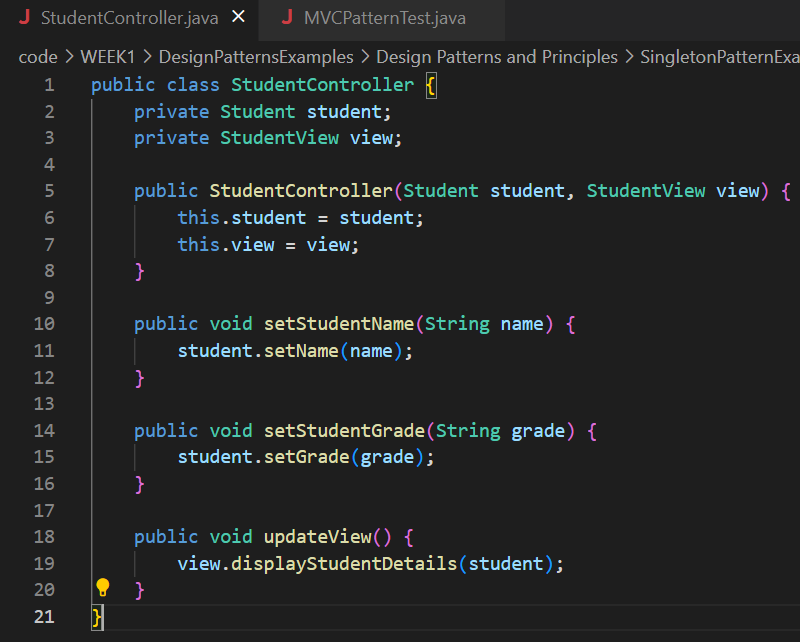 J StudentController.java ×
J MVCPatternTest.java
code > WEEK1 > DesignPatternsExamples > Design Patterns and Principles > SingletonPatternExa
1 public class StudentController {
2     private Student student;
3     private StudentView view;
4
5     public StudentController(Student student, StudentView view) {
6         this.student = student;
7         this.view = view;
8     }
9
10     public void setStudentName(String name) {
11         student.setName(name);
12     }
13
14     public void setStudentGrade(String grade) {
15         student.setGrade(grade);
16     }
17
18     public void updateView() {
19         view.displayStudentDetails(student);
20     }
21 }